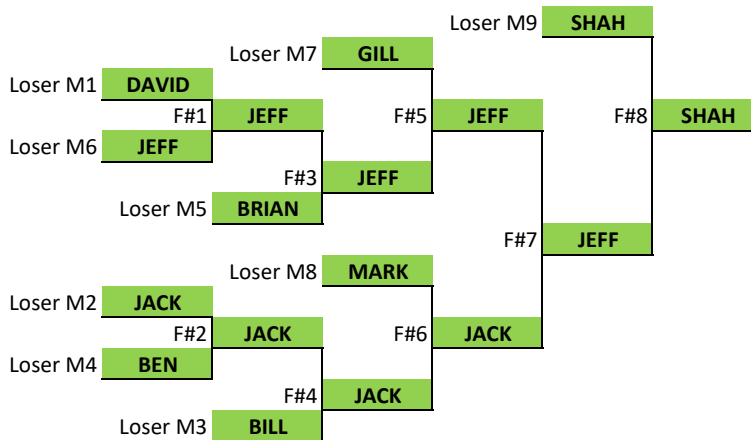 Loser M9 SHAH
Loser M7 GILL
Loser M1 DAVID
F#1 JEFF F#5 JEFF F#8 SHAH
Loser M6 JEFF
F#3 JEFF
Loser M5 BRIAN
F#7 JEFF
Loser M8 MARK
Loser M2 JACK
F#2 JACK F#6 JACK
Loser M4 BEN
F#4 JACK
Loser M3 BILL